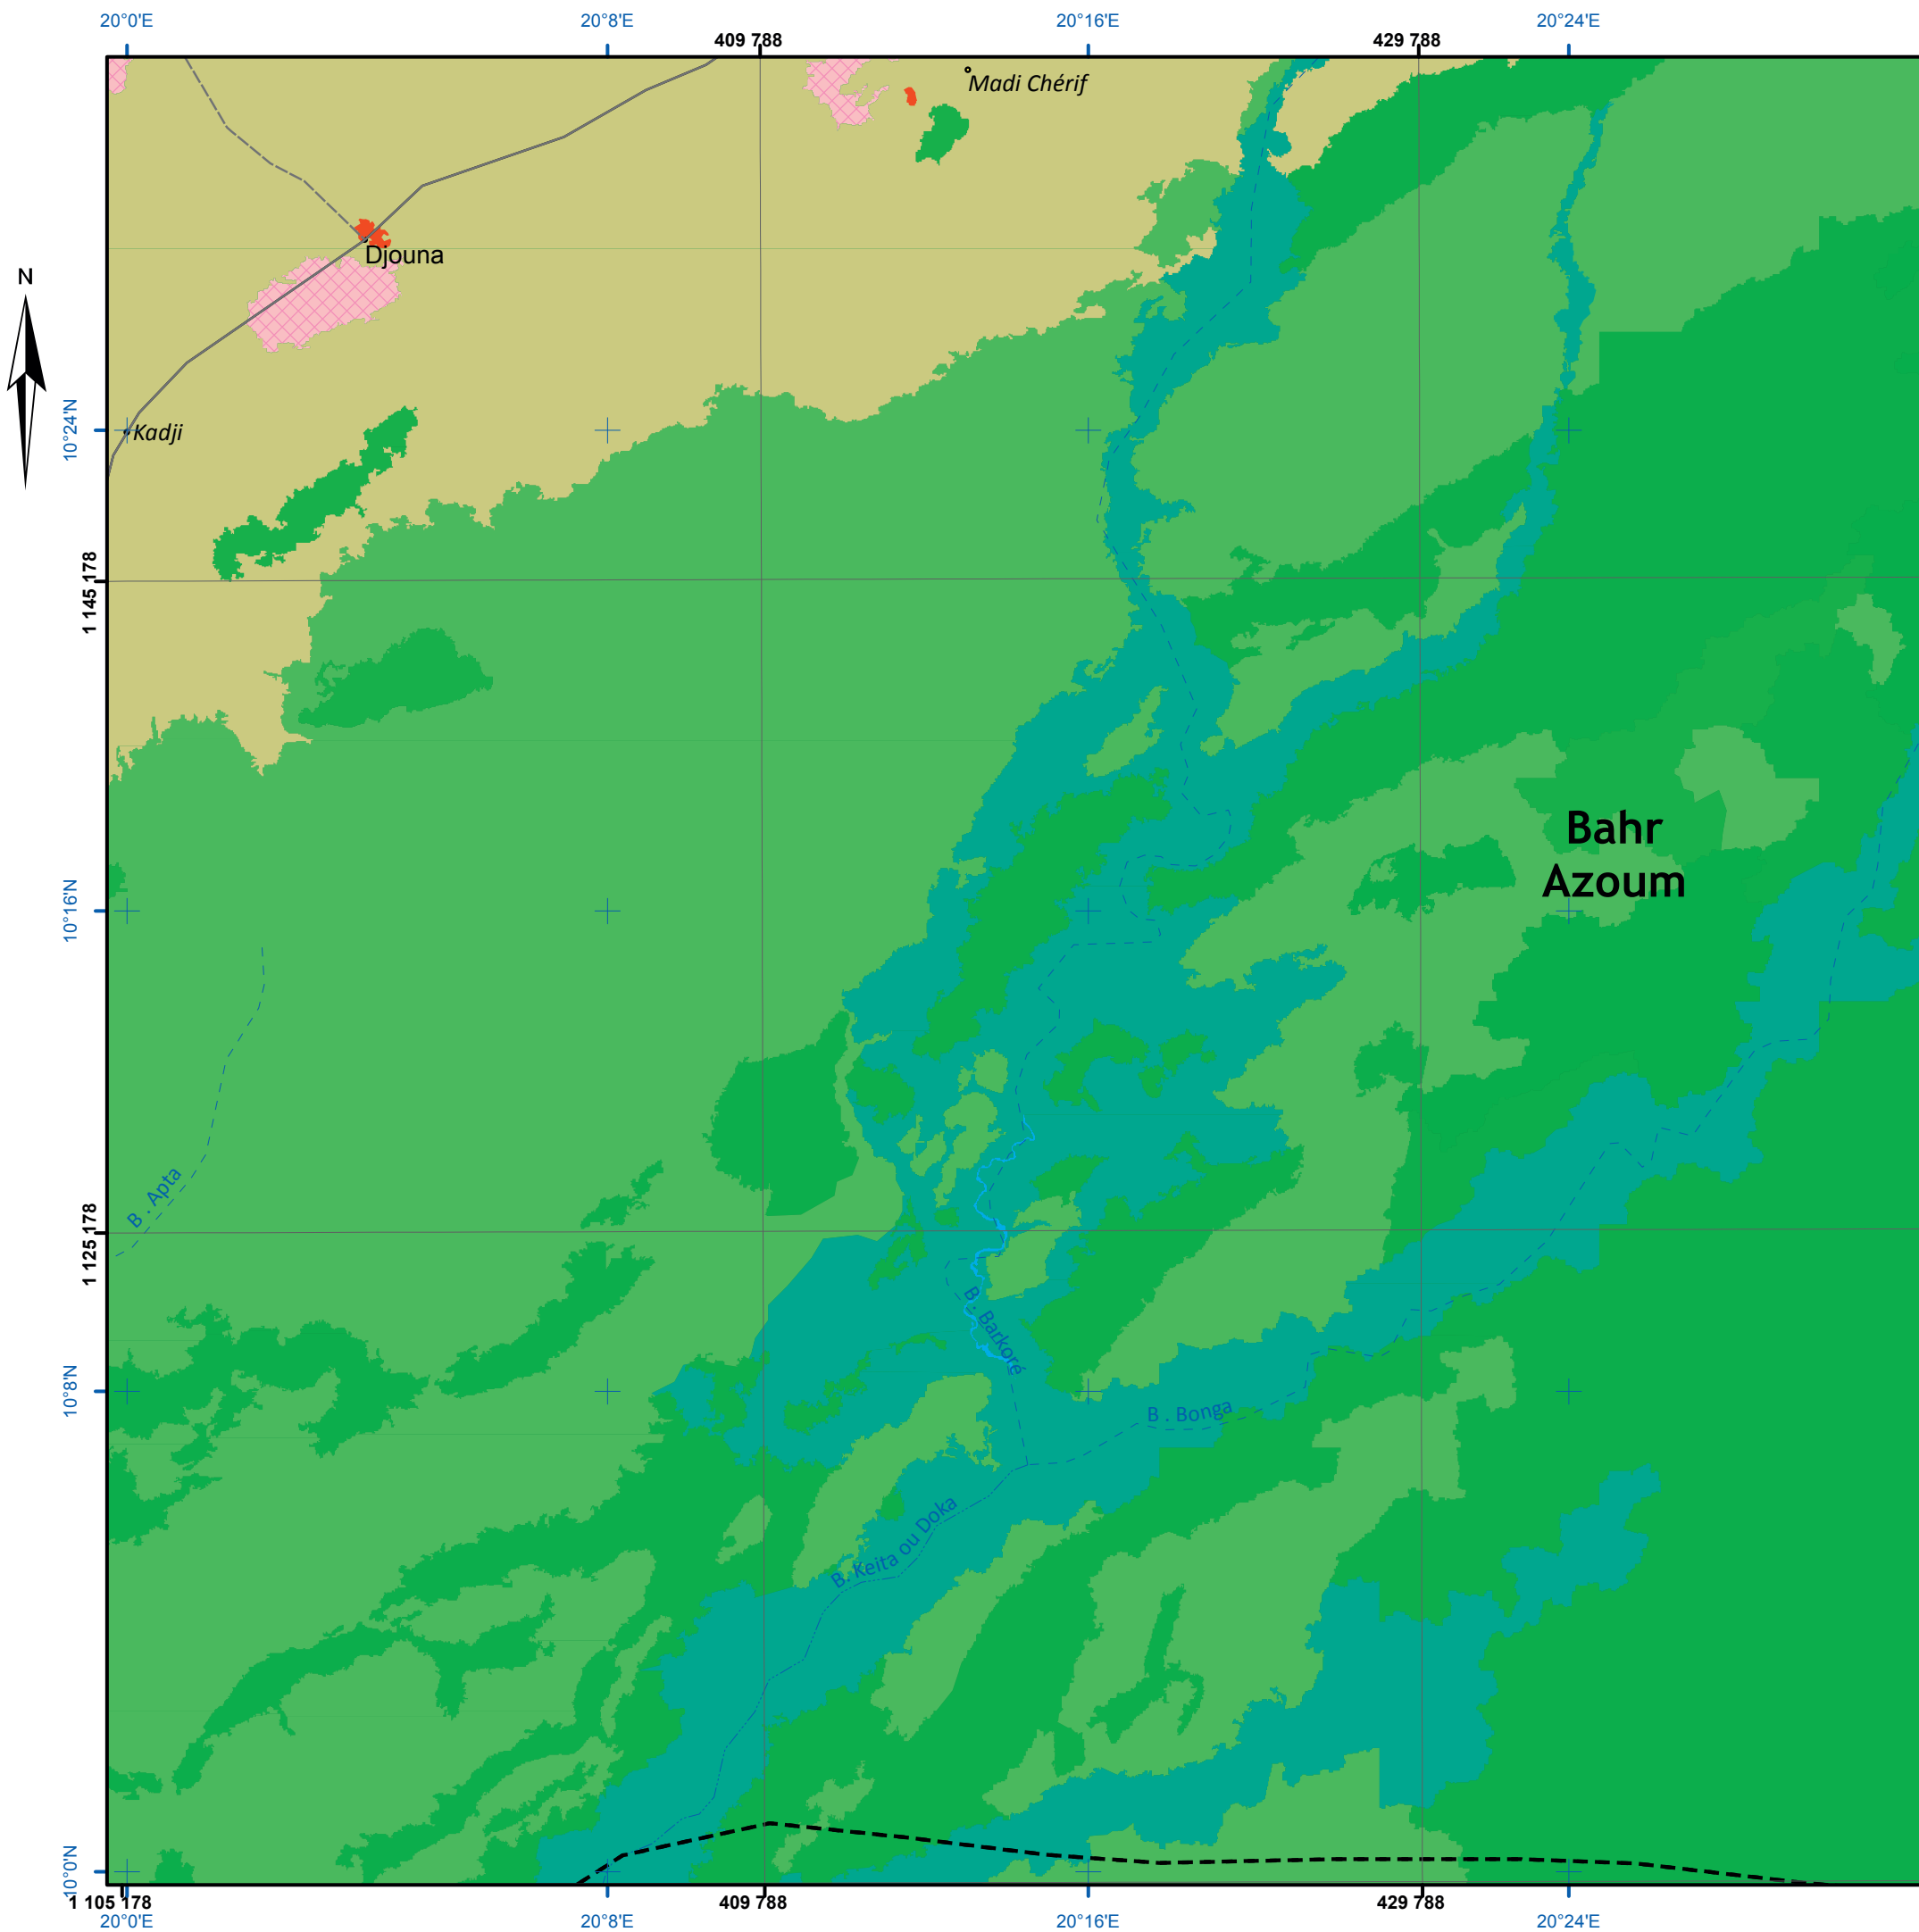 20°0'E 20°8'E 20°16'E 20°24'E
409 788 429 788
Madi Chérif
Djouna
N
10°24'N
Kadji
1 145 178
Bahr
Azoum
10°16'N
B . Apta
1 125 178
B . Barkoré
10°8'N
B . Bonga
B. Keita ou Doka
10°0'N
1 105 178 409 788 429 788
20°0'E 20°8'E 20°16'E 20°24'E